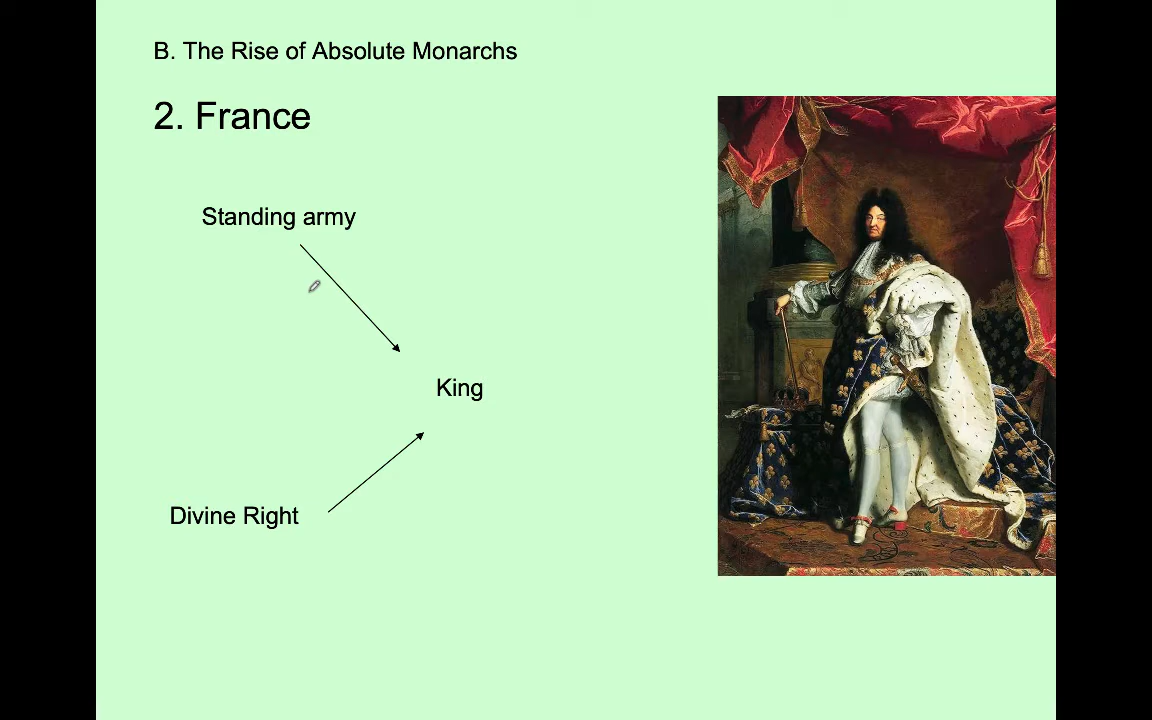 B. The Rise of Absolute Monarchs
2. France
Standing army
King
Divine Right